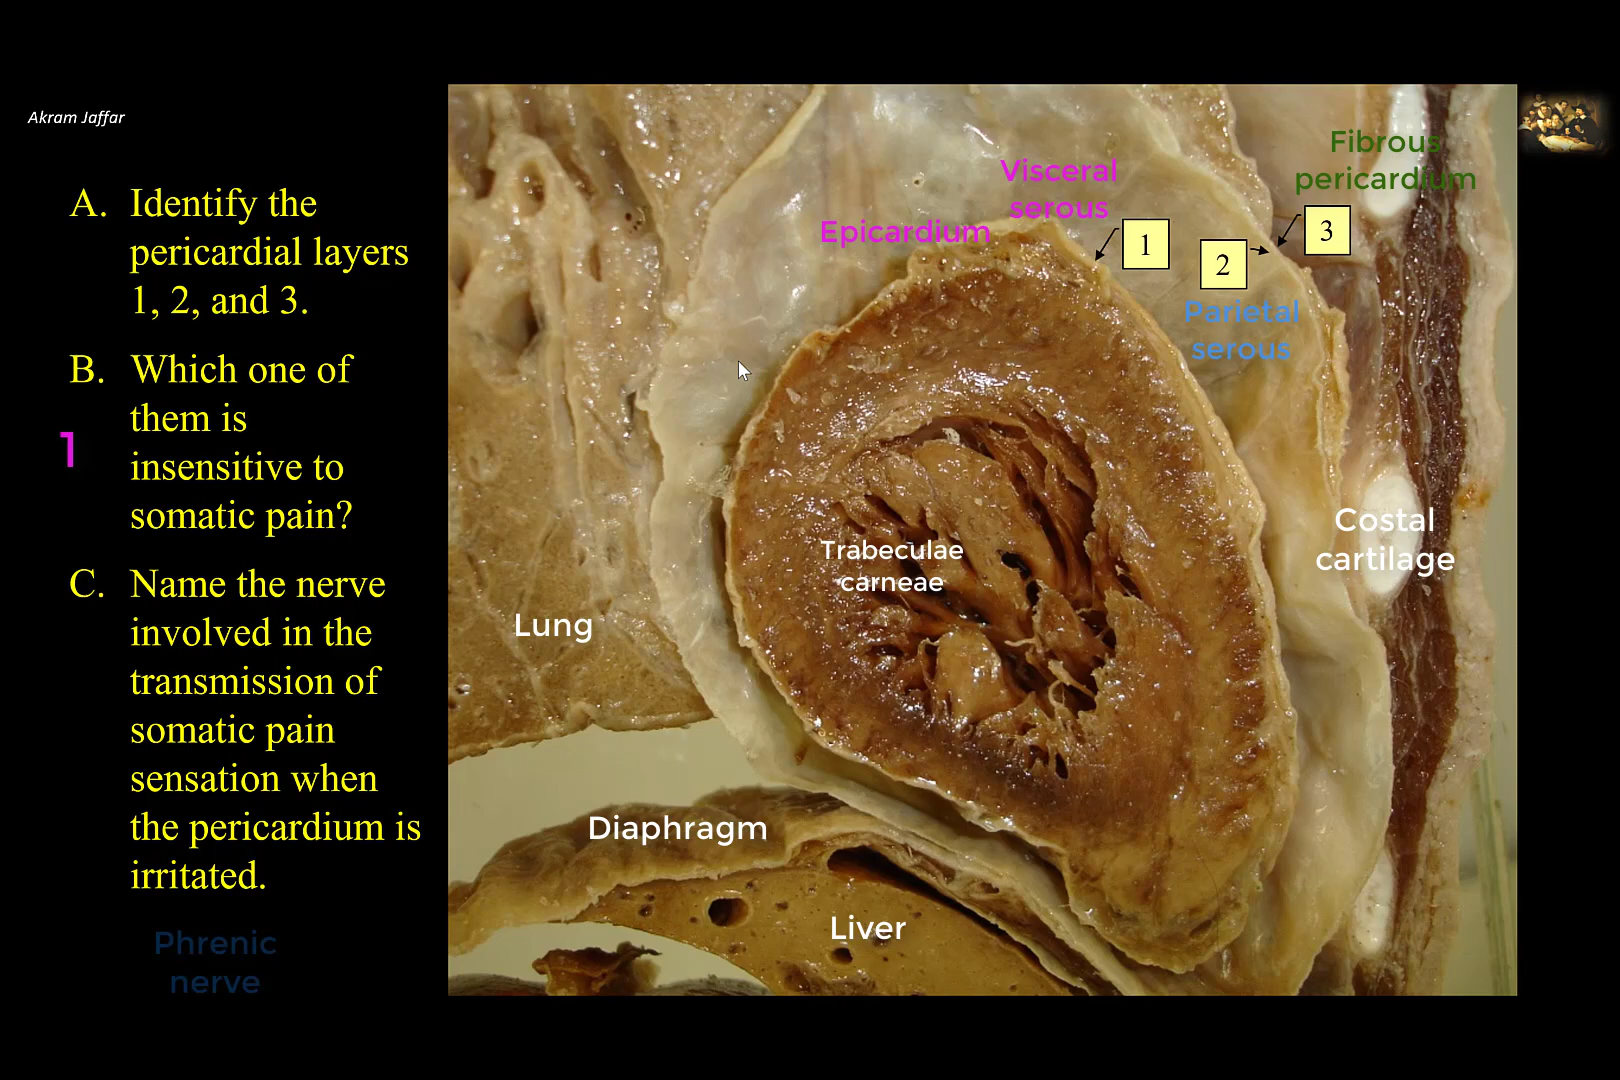 Akram Jaffar
A. Identify the
pericardial layers
1, 2, and 3.
B. Which one of
them is
insensitive to
somatic pain?
1
C. Name the nerve
involved in the
transmission of
somatic pain
sensation when
the pericardium is
irritated.
Phrenic
nerve
Fibrous
pericardium
Visceral
serous
Epicardium
1
2
3
Parietal
serous
Costal
cartilage
Trabeculae
carneae
Lung
Diaphragm
Liver